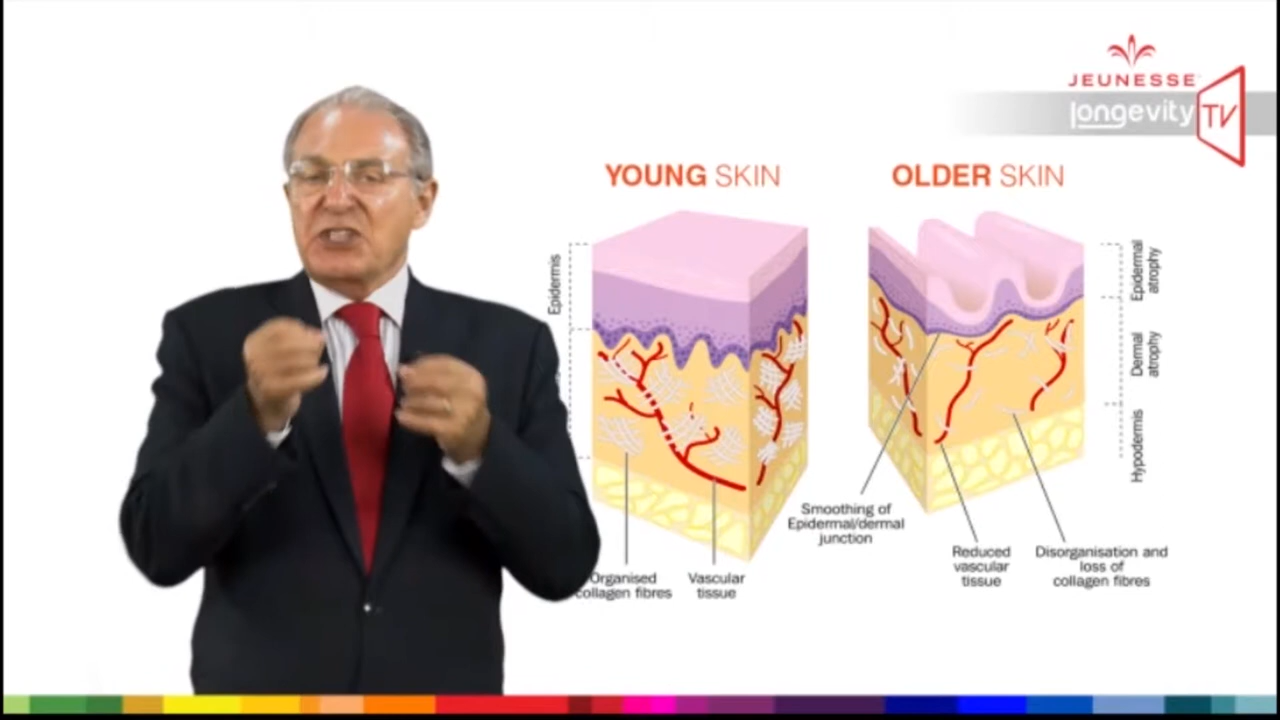 JEUNESSE
longevity TV
YOUNG SKIN
OLDER SKIN
Epidermis
Epidermal
atrophy
Dermal
atrophy
Hypodermis
Smoothing of
Epidermal/dermal
junction
Organised
collagen fibres
Vascular
tissue
Reduced
vascular
tissue
Disorganisation and
loss of
collagen fibres